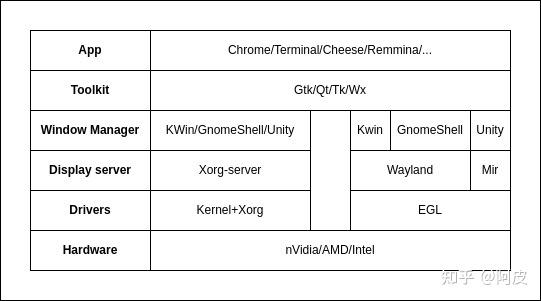 App Chrome/Terminal/Cheese/Remmina/...
Toolkit Gtk/Qt/Tk/Wx
Window Manager KWin/GnomeShell/Unity Kwin GnomeShell Unity
Display server Xorg-server Wayland Mir
Drivers Kernel+Xorg EGL
Hardware nVidia/AMD/Intel
知乎 @阿皮